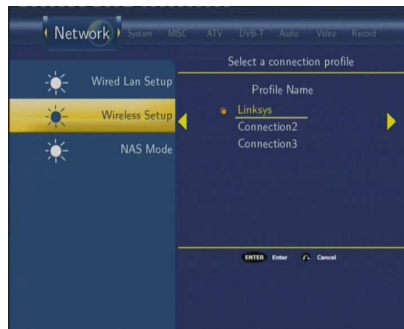 Network System MISC ATV DVB-T Audio Video Record
Select a connection profile
Wired Lan Setup
Wireless Setup
NAS Mode
Profile Name
Linksys
Connection2
Connection3
ENTER Enter Cancel